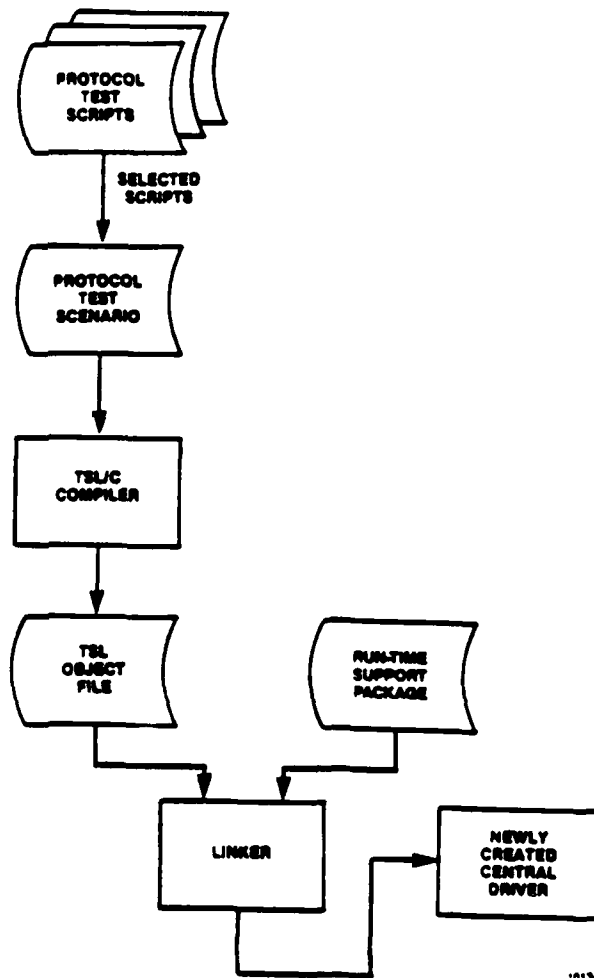 PROTOCOL
TEST
SCRIPTS
SELECTED
SCRIPTS
PROTOCOL
TEST
SCENARIO
TSL/C
COMPILER
TSL
OBJECT
FILE
RUN-TIME
SUPPORT
PACKAGE
LINKER
NEWLY
CREATED
CENTRAL
DRIVER